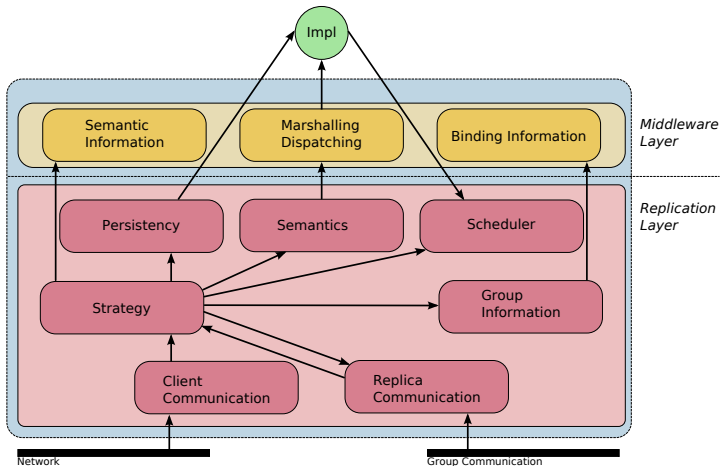 Impl
Semantic
Information
Marshalling
Dispatching
Binding Information
Middleware
Layer
Persistency
Semantics
Scheduler
Replication
Layer
Strategy
Group
Information
Client
Communication
Replica
Communication
Network
Group Communication